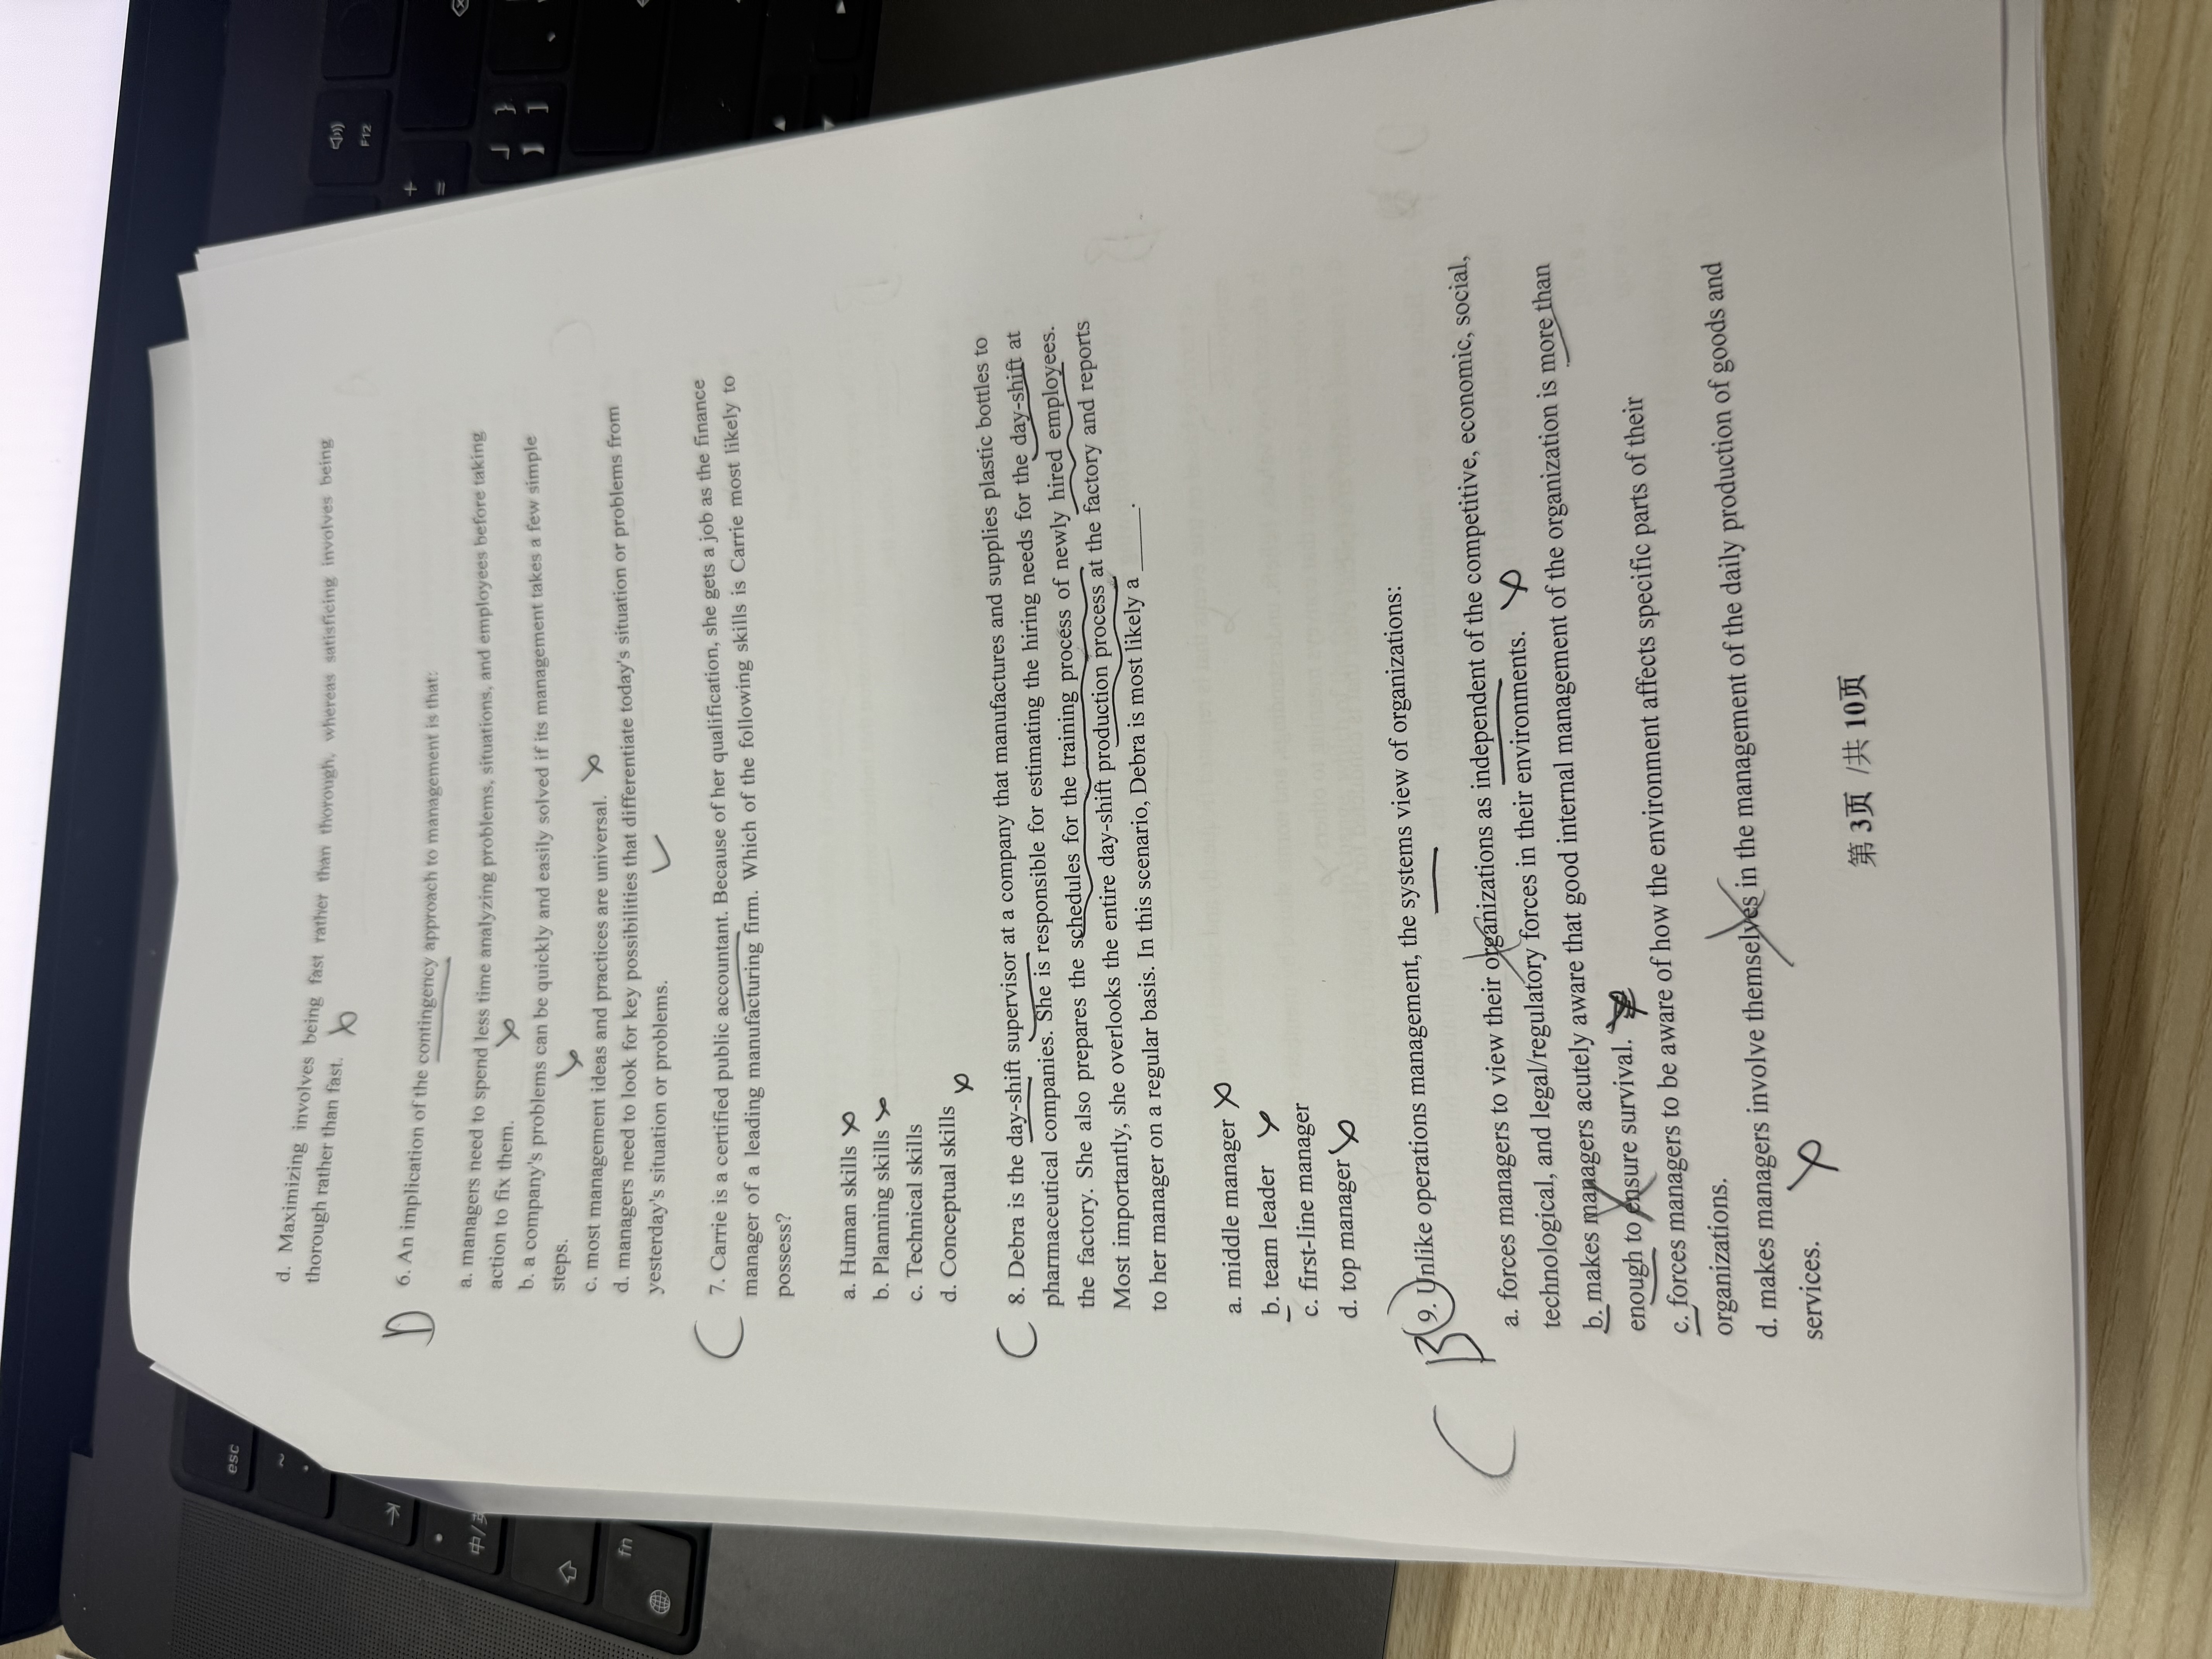 esc
~
中/英
fn
F12
+
=
}
]
d. Maximizing involves being fast rather than thorough, whereas satisficing involves being
thorough rather than fast.
D
6. An implication of the contingency approach to management is that:
a. managers need to spend less time analyzing problems, situations, and employees before taking
action to fix them.
b. a company's problems can be quickly and easily solved if its management takes a few simple
steps.
c. most management ideas and practices are universal.
d. managers need to look for key possibilities that differentiate today's situation or problems from
yesterday's situation or problems.
C
7. Carrie is a certified public accountant. Because of her qualification, she gets a job as the finance
manager of a leading manufacturing firm. Which of the following skills is Carrie most likely to
possess?
a. Human skills
b. Planning skills
c. Technical skills
d. Conceptual skills
C
8. Debra is the day-shift supervisor at a company that manufactures and supplies plastic bottles to
pharmaceutical companies. She is responsible for estimating the hiring needs for the day-shift at
the factory. She also prepares the schedules for the training process of newly hired employees.
Most importantly, she overlooks the entire day-shift production process at the factory and reports
to her manager on a regular basis. In this scenario, Debra is most likely a _____.
a. middle manager
b. team leader
c. first-line manager
d. top manager
C B
9. Unlike operations management, the systems view of organizations:
a. forces managers to view their organizations as independent of the competitive, economic, social,
technological, and legal/regulatory forces in their environments.
b. makes managers acutely aware that good internal management of the organization is more than
enough to ensure survival.
c. forces managers to be aware of how the environment affects specific parts of their
organizations.
d. makes managers involve themselves in the management of the daily production of goods and
services.
第 3页 /共 10页